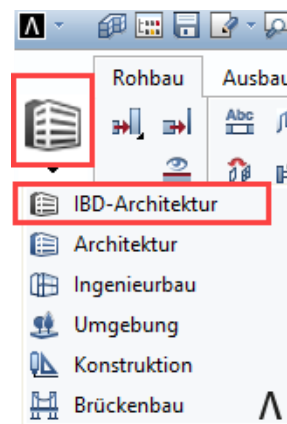 Rohbau Ausbau
Abc
IBD-Architektur
Architektur
Ingenieurbau
Umgebung
Konstruktion
Brückenbau